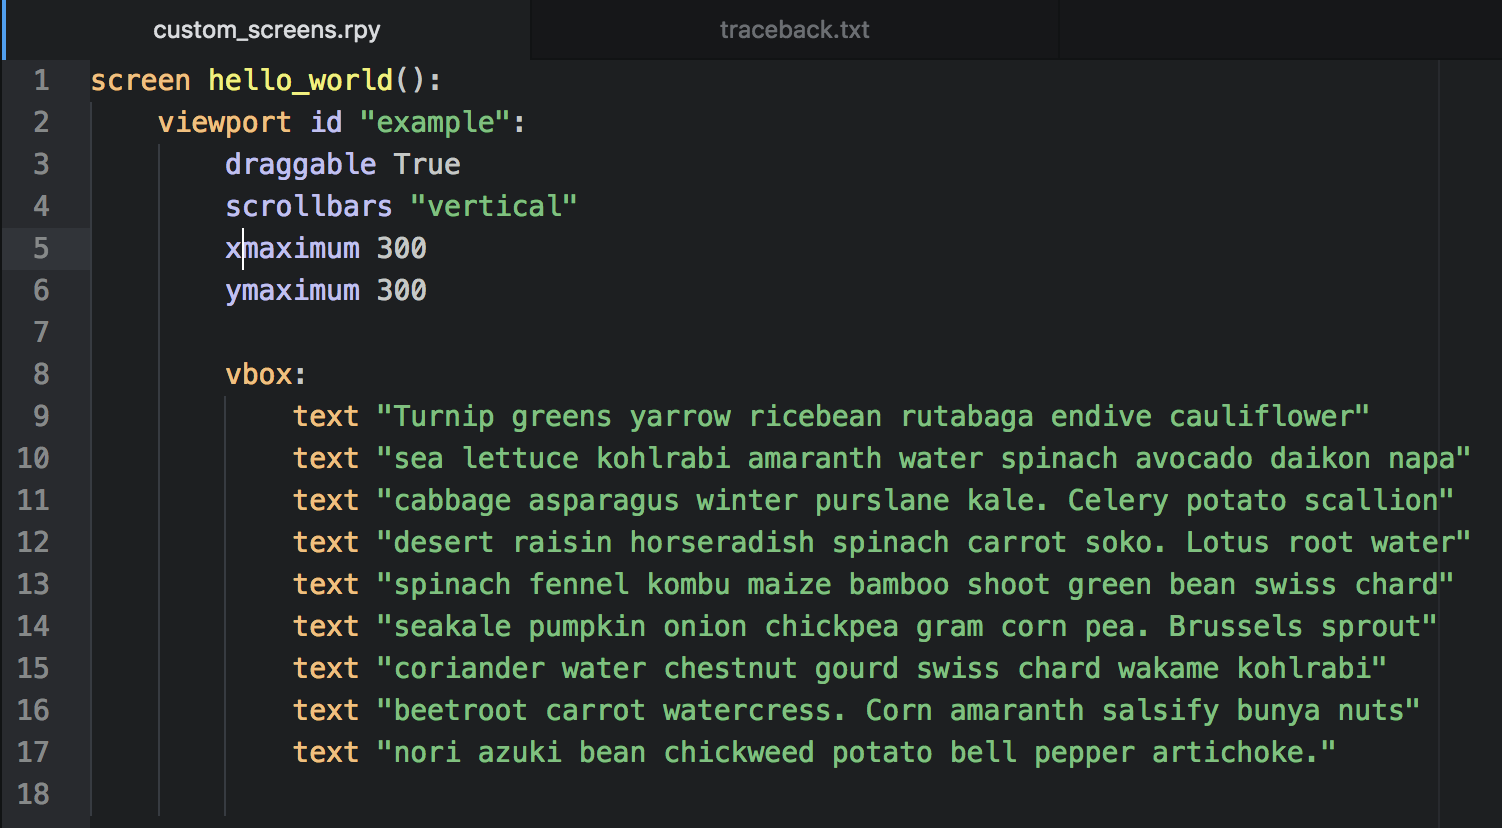 custom_screens.rpy
traceback.txt
1 screen hello_world():
2 viewport id "example":
3 draggable True
4 scrollbars "vertical"
5 xmaximum 300
6 ymaximum 300
7
8 vbox:
9 text "Turnip greens yarrow ricebean rutabaga endive cauliflower"
10 text "sea lettuce kohlrabi amaranth water spinach avocado daikon napa"
11 text "cabbage asparagus winter purslane kale. Celery potato scallion"
12 text "desert raisin horseradish spinach carrot soko. Lotus root water"
13 text "spinach fennel kombu maize bamboo shoot green bean swiss chard"
14 text "seakale pumpkin onion chickpea gram corn pea. Brussels sprout"
15 text "coriander water chestnut gourd swiss chard wakame kohlrabi"
16 text "beetroot carrot watercress. Corn amaranth salsify bunya nuts"
17 text "nori azuki bean chickweed potato bell pepper artichoke."
18